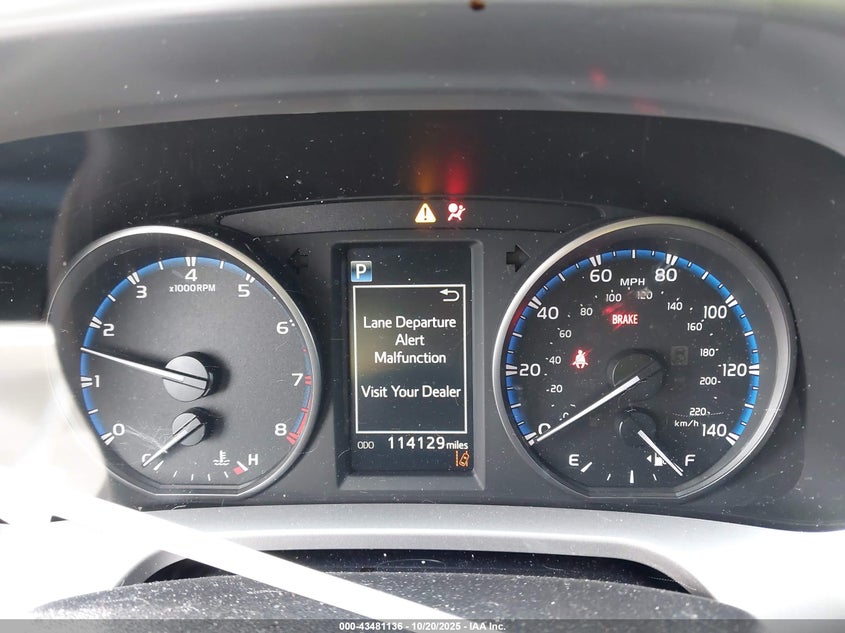 P
Lane Departure
Alert
Malfunction
Visit Your Dealer
ODO 114129 miles
x1000RPM
0 1 2 3 4 5 6 7 8
C H
MPH
0 20 40 60 80 100 120 140
0 20 40 60 80 100 120 140 160 180 200 220
km/h
BRAKE
E F
000-43481136 - 10/20/2025 - IAA Inc.